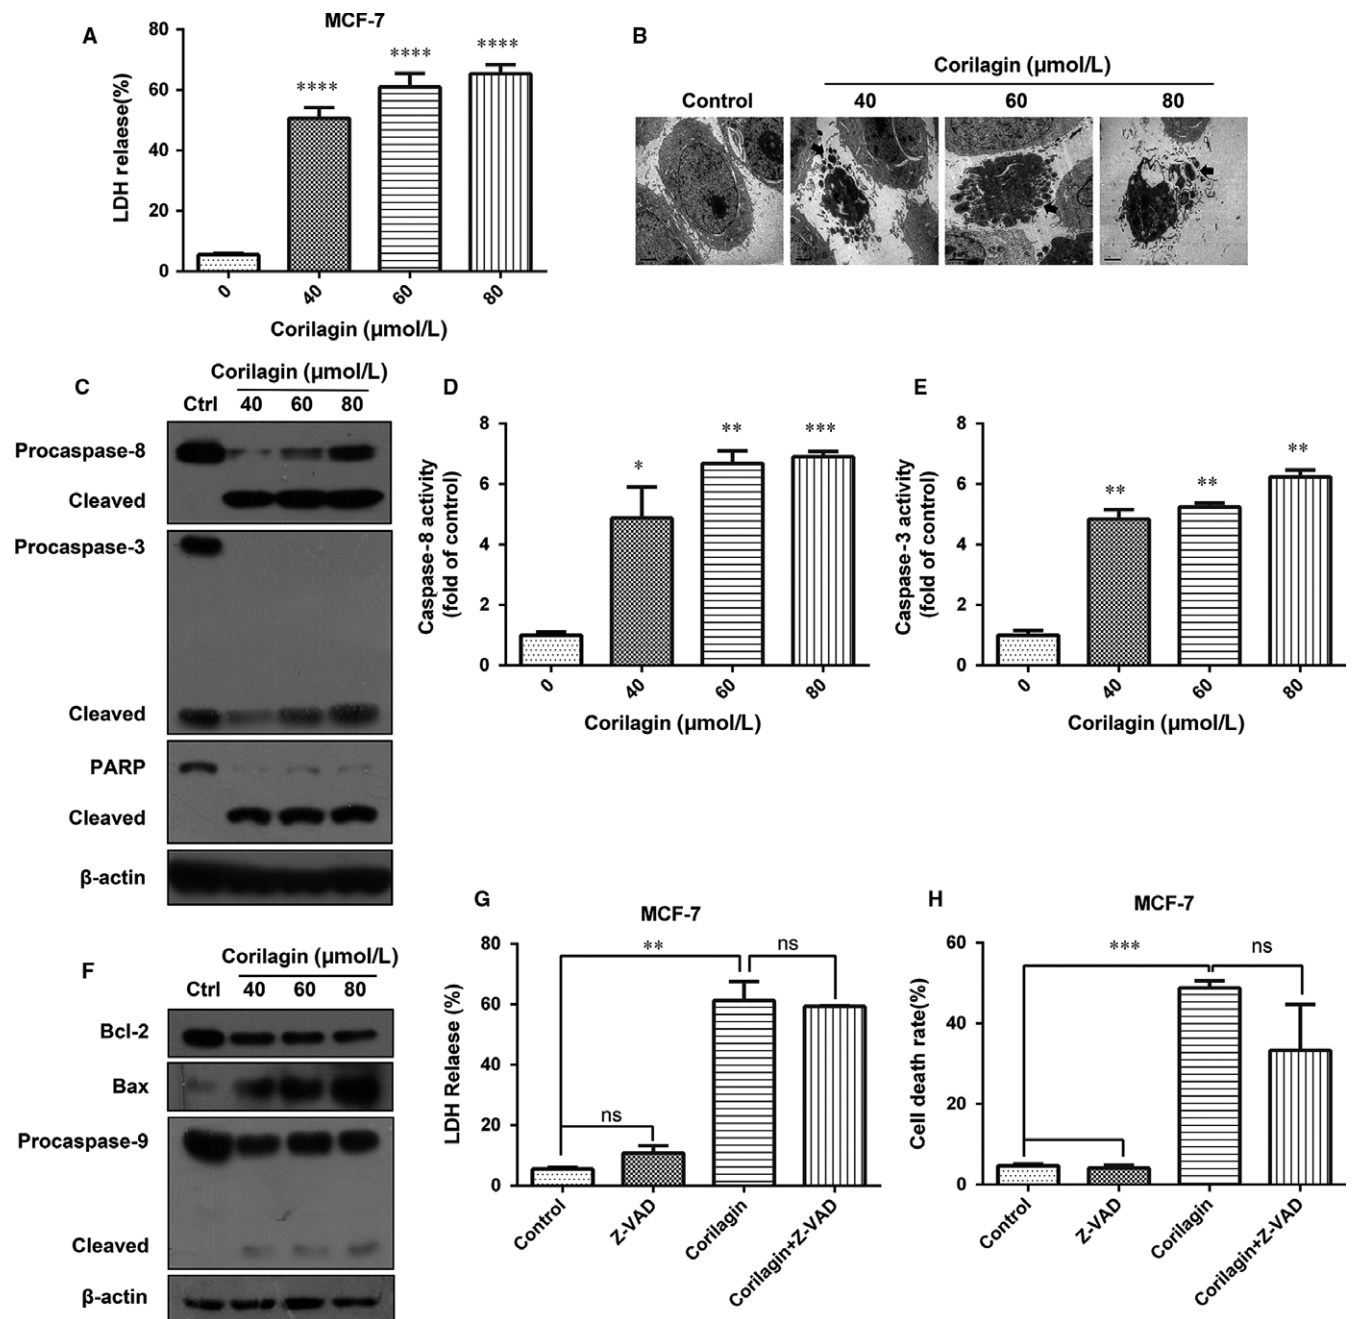 A
MCF-7
LDH relaese(%)
80
60
40
20
0
****
****
****
0
40
60
80
Corilagin (μmol/L)
B
Corilagin (μmol/L)
Control
40
60
80
C
Corilagin (μmol/L)
Ctrl
40
60
80
Procaspase-8
Cleaved
Procaspase-3
Cleaved
PARP
Cleaved
β-actin
D
Caspase-8 activity
(fold of control)
8
6
4
2
0
*
**
***
0
40
60
80
Corilagin (μmol/L)
E
Caspase-3 activity
(fold of control)
8
6
4
2
0
**
**
**
0
40
60
80
Corilagin (μmol/L)
F
Corilagin (μmol/L)
Ctrl
40
60
80
Bcl-2
Bax
Procaspase-9
Cleaved
β-actin
G
MCF-7
LDH Relaese (%)
80
60
40
20
0
**
ns
ns
Control
Z-VAD
Corilagin
Corilagin+Z-VAD
H
MCF-7
Cell death rate(%)
60
40
20
0
***
ns
Control
Z-VAD
Corilagin
Corilagin+Z-VAD